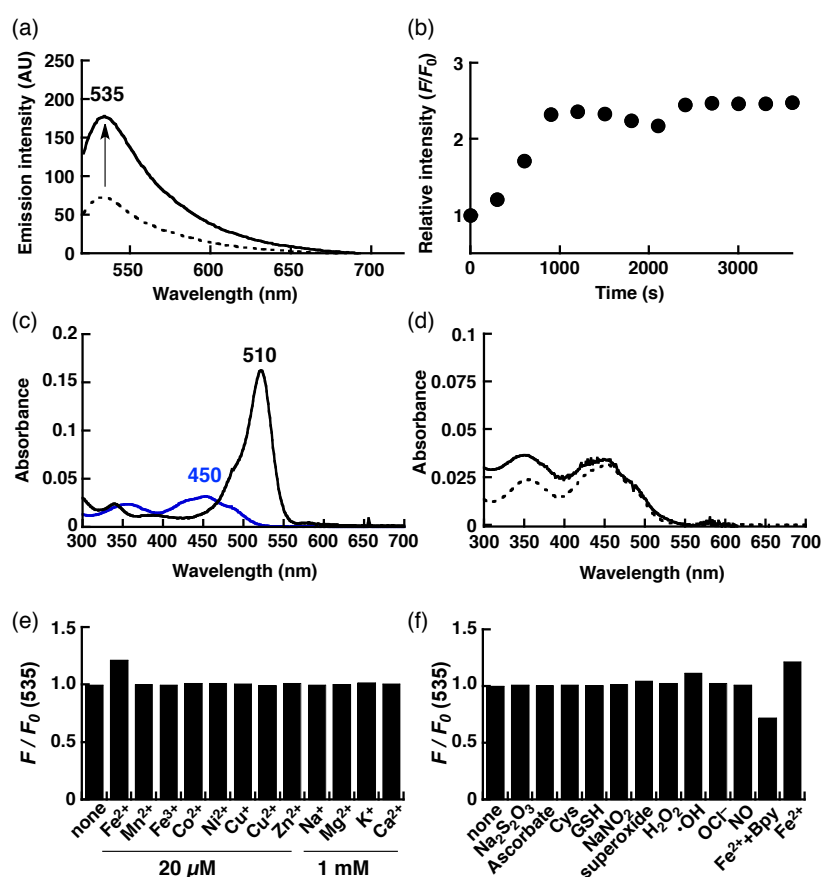 (a)
250
200
150
100
50
0
Emission intensity (AU)
535
550 600 650 700
Wavelength (nm)
(b)
3
2
1
Relative intensity (F/F0)
0 1000 2000 3000
Time (s)
(c)
0.2
0.15
0.1
0.05
0
Absorbance
510
450
300 350 400 450 500 550 600 650 700
Wavelength (nm)
(d)
0.1
0.075
0.05
0.025
0
Absorbance
300 350 400 450 500 550 600 650 700
Wavelength (nm)
(e)
1.5
1.0
0.5
0
F / F0 (535)
none Fe2+ Mn2+ Fe3+ Co2+ Ni2+ Cu+ Cu2+ Zn2+ Na+ Mg2+ K+ Ca2+
20 µM 1 mM
(f)
1.5
1.0
0.5
0
F / F0 (535)
none Na2S2O3 Ascorbate Cys GSH NaNO2 superoxide H2O2 ·OH OCl– NO Fe2++Bpy Fe2+